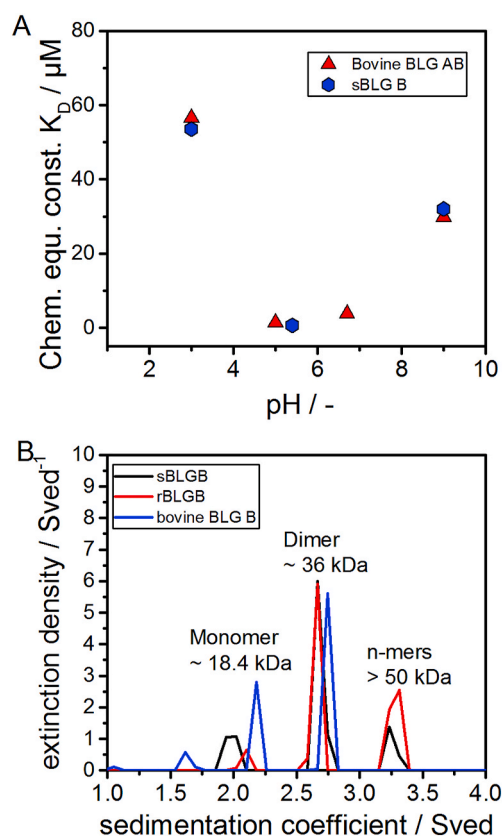 A
Chem. equ. const. K_D / µM
80
60
40
20
0
Bovine BLG AB
sBLG B
2
4
6
8
10
pH / -
B
extinction density / Sved⁻¹
10
9
8
7
6
5
4
3
2
1
0
sBLGB
rBLGB
bovine BLG B
Dimer
~ 36 kDa
Monomer
~ 18.4 kDa
n-mers
> 50 kDa
1.0
1.5
2.0
2.5
3.0
3.5
4.0
sedimentation coefficient / Sved